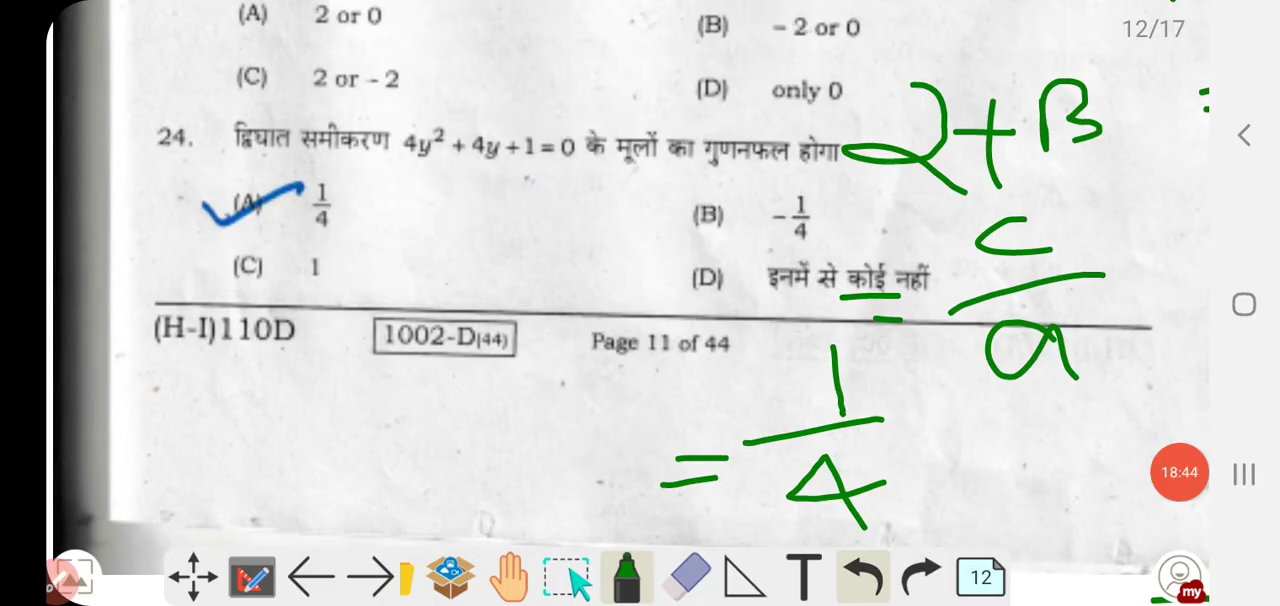 (A) 2 or 0 (B) - 2 or 0
12/17
(C) 2 or - 2 (D) only 0
24. द्विघात समीकरण 4y² + 4y + 1 = 0 के मूलों का गुणनफल होगा
(A) 1/4 (B) - 1/4
(C) 1 (D) इनमें से कोई नहीं
(H-I)110D 1002-D(44) Page 11 of 44
α + β
= c/a
= 1/4
18:44
T
12
my